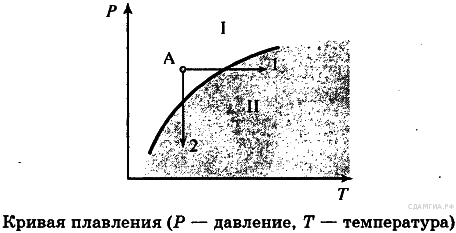 P
I
A
1
II
2
T
СДАМГИА.РФ
Кривая плавления (P — давление, T — температура)